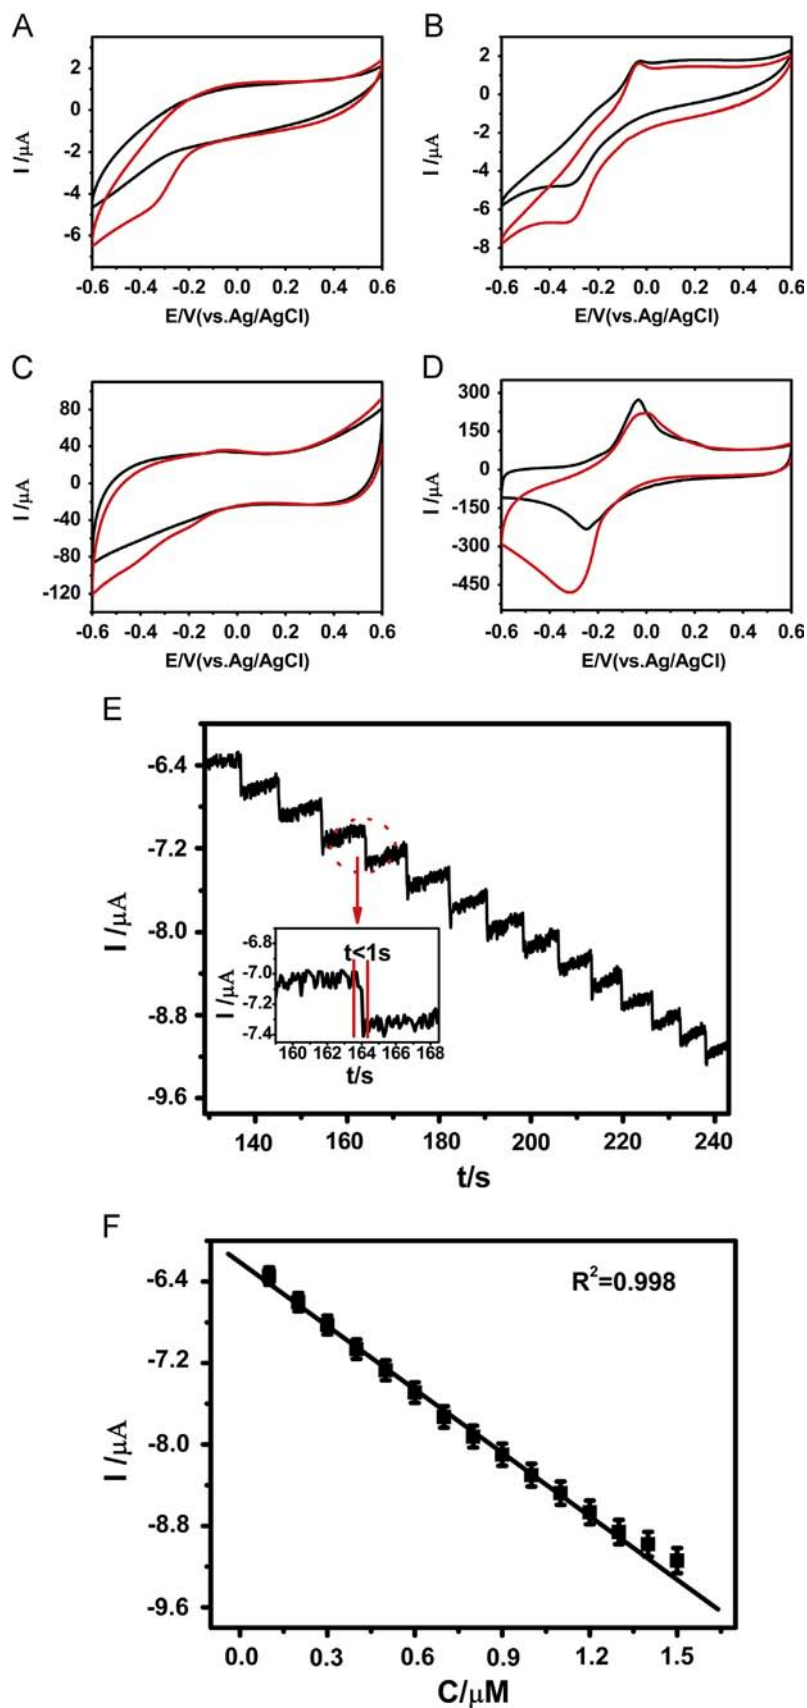 A
2
0
-2
-4
-6
I /μA
-0.6 -0.4 -0.2 0.0 0.2 0.4 0.6
E/V(vs.Ag/AgCl)
B
2
0
-2
-4
-6
-8
I /μA
-0.6 -0.4 -0.2 0.0 0.2 0.4 0.6
E/V(vs.Ag/AgCl)
C
80
40
0
-40
-80
-120
I /μA
-0.6 -0.4 -0.2 0.0 0.2 0.4 0.6
E/V(vs.Ag/AgCl)
D
300
150
0
-150
-300
-450
I /μA
-0.6 -0.4 -0.2 0.0 0.2 0.4 0.6
E/V(vs.Ag/AgCl)
E
-6.4
-7.2
-8.0
-8.8
-9.6
I /μA
-6.8
-7.0
-7.2
-7.4
I /μA
t<1s
160 162 164 166 168
t/s
140 160 180 200 220 240
t/s
F
-6.4
-7.2
-8.0
-8.8
-9.6
I /μA
R²=0.998
0.0 0.3 0.6 0.9 1.2 1.5
C/μM